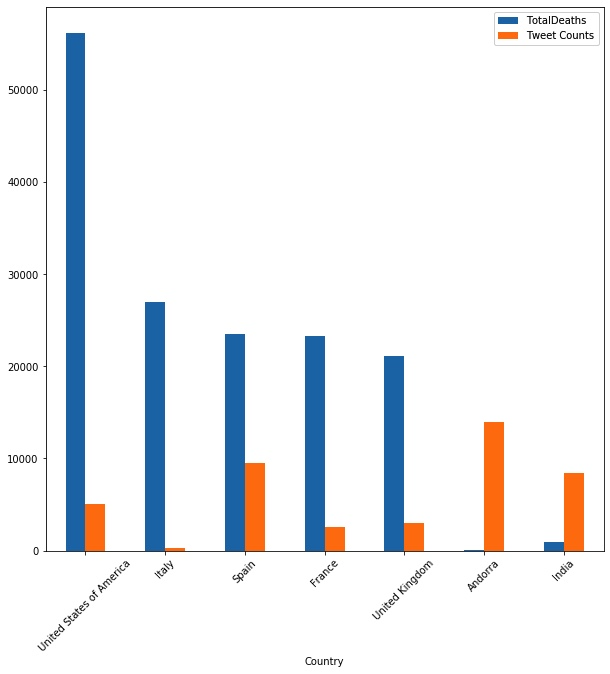 TotalDeaths
Tweet Counts
50000
40000
30000
20000
10000
0
United States of America
Italy
Spain
France
United Kingdom
Andorra
India
Country